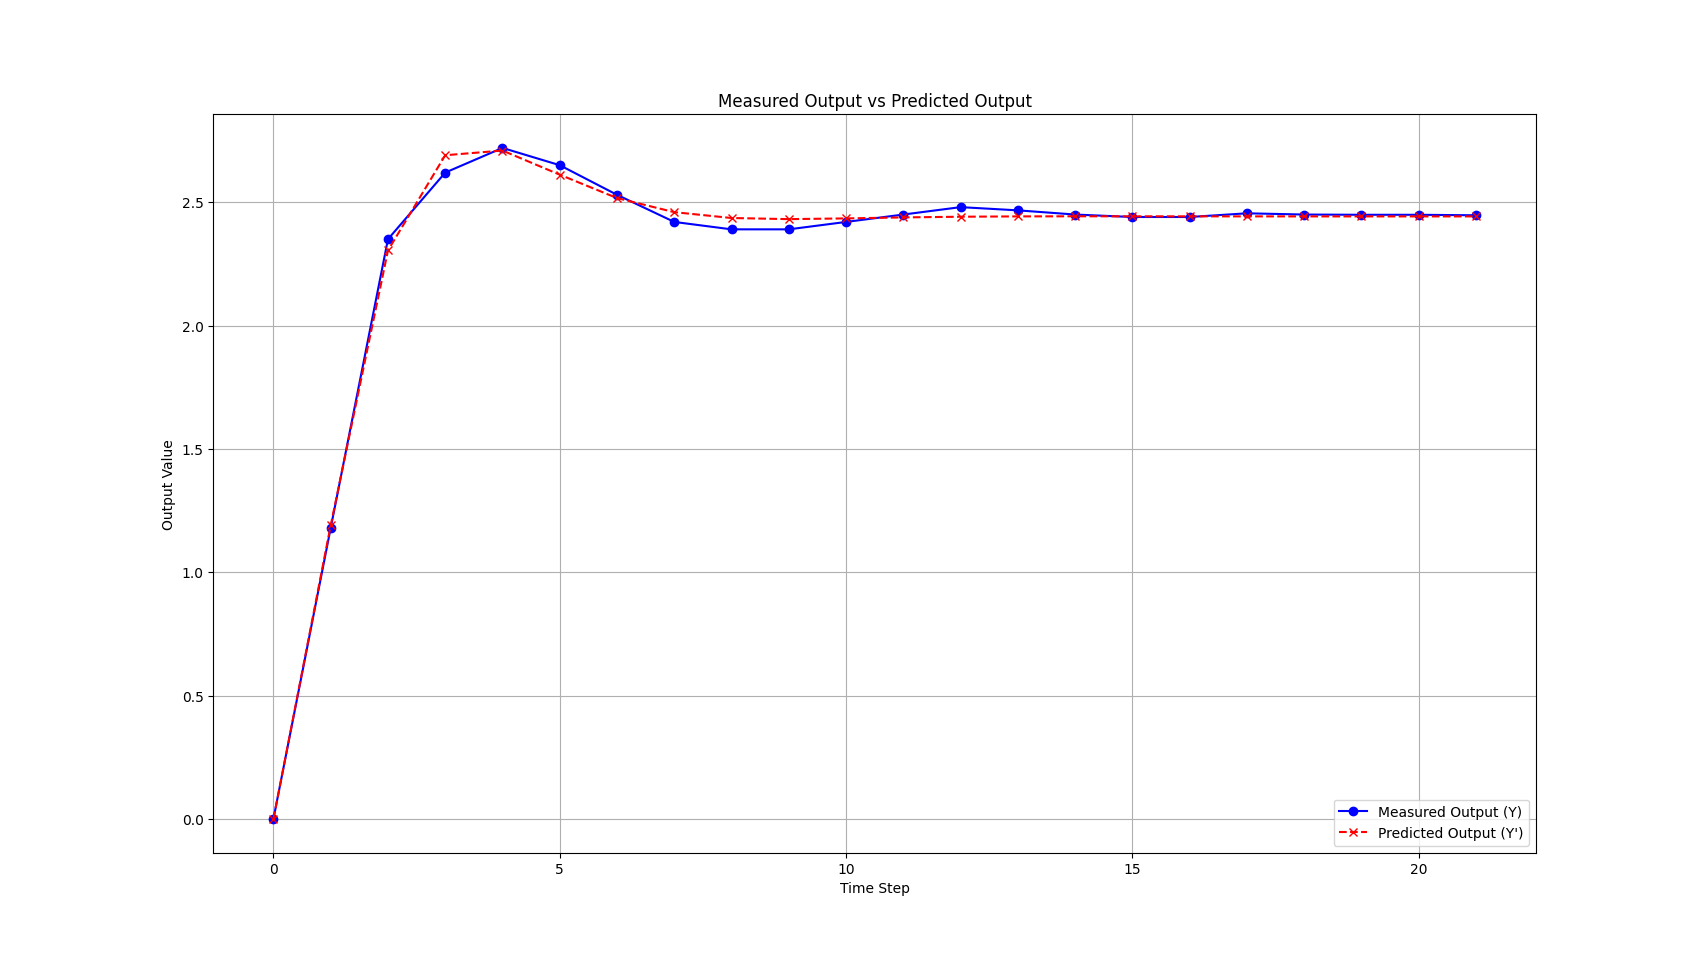 Measured Output vs Predicted Output
Output Value
2.5
2.0
1.5
1.0
0.5
0.0
0 5 10 15 20
Time Step
Measured Output (Y)
Predicted Output (Y')